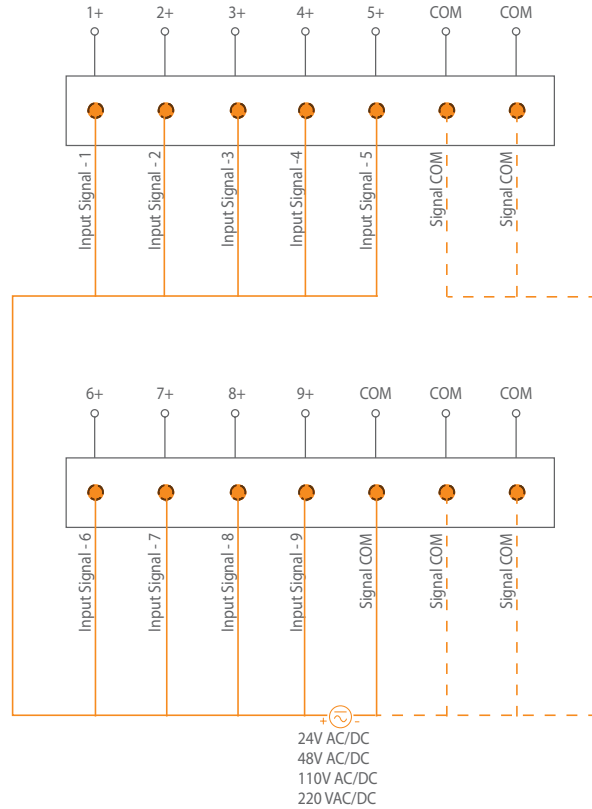 1+ 2+ 3+ 4+ 5+ COM COM
Input Signal - 1
Input Signal - 2
Input Signal -3
Input Signal -4
Input Signal - 5
Signal COM
Signal COM
6+ 7+ 8+ 9+ COM COM COM
Input Signal - 6
Input Signal - 7
Input Signal - 8
Input Signal - 9
Signal COM
Signal COM
Signal COM
+ -
24V AC/DC
48V AC/DC
110V AC/DC
220 VAC/DC